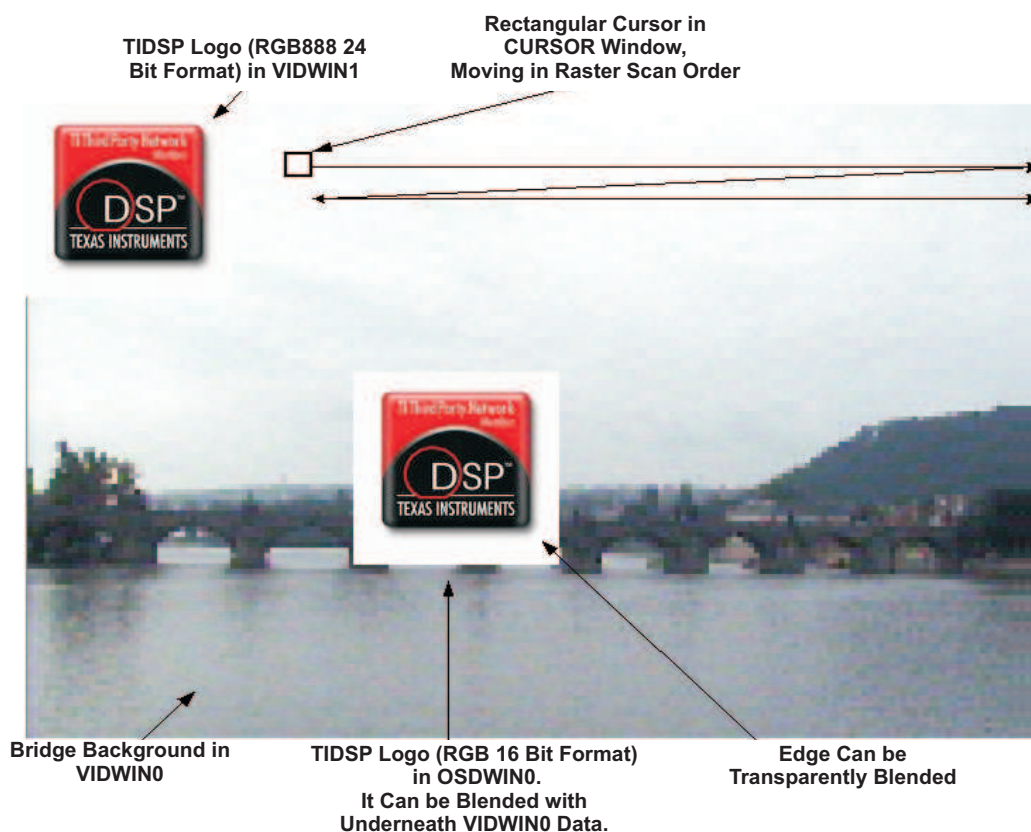 TIDSP Logo (RGB888 24
Bit Format) in VIDWIN1
Rectangular Cursor in
CURSOR Window,
Moving in Raster Scan Order
TI Third Party Network
Member
DSP™
TEXAS INSTRUMENTS
TI Third Party Network
Member
DSP™
TEXAS INSTRUMENTS
Bridge Background in
VIDWIN0
TIDSP Logo (RGB 16 Bit Format)
in OSDWIN0.
It Can be Blended with
Underneath VIDWIN0 Data.
Edge Can be
Transparently Blended